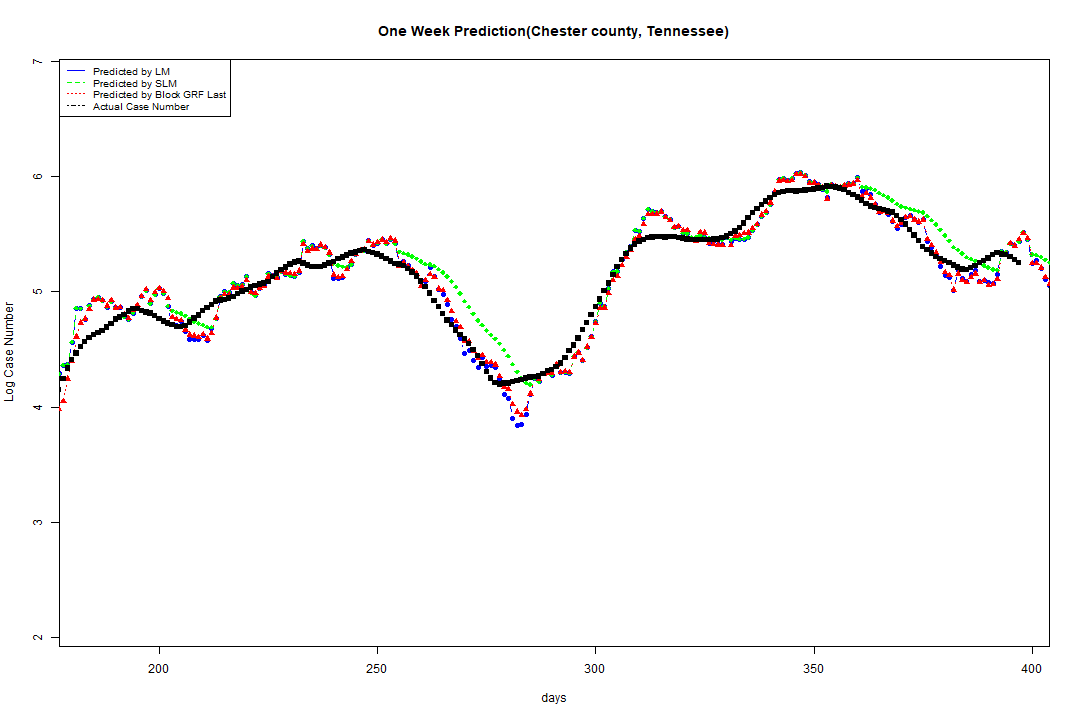 One Week Prediction(Chester county, Tennessee)
7
Predicted by LM
Predicted by SLM
Predicted by Block GRF Last
Actual Case Number
6
5
4
3
2
Log Case Number
200
250
300
350
400
days